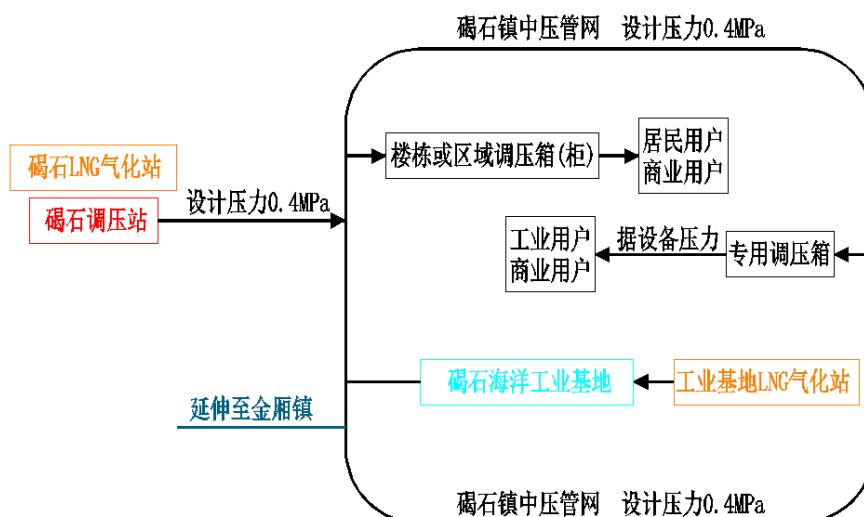 碣石镇中压管网 设计压力0.4MPa
楼栋或区域调压箱(柜)
居民用户
商业用户
碣石LNG气化站
碣石调压站
设计压力0.4MPa
工业用户
商业用户
据设备压力
专用调压箱
碣石海洋工业基地
工业基地LNG气化站
延伸至金厢镇
碣石镇中压管网 设计压力0.4MPa